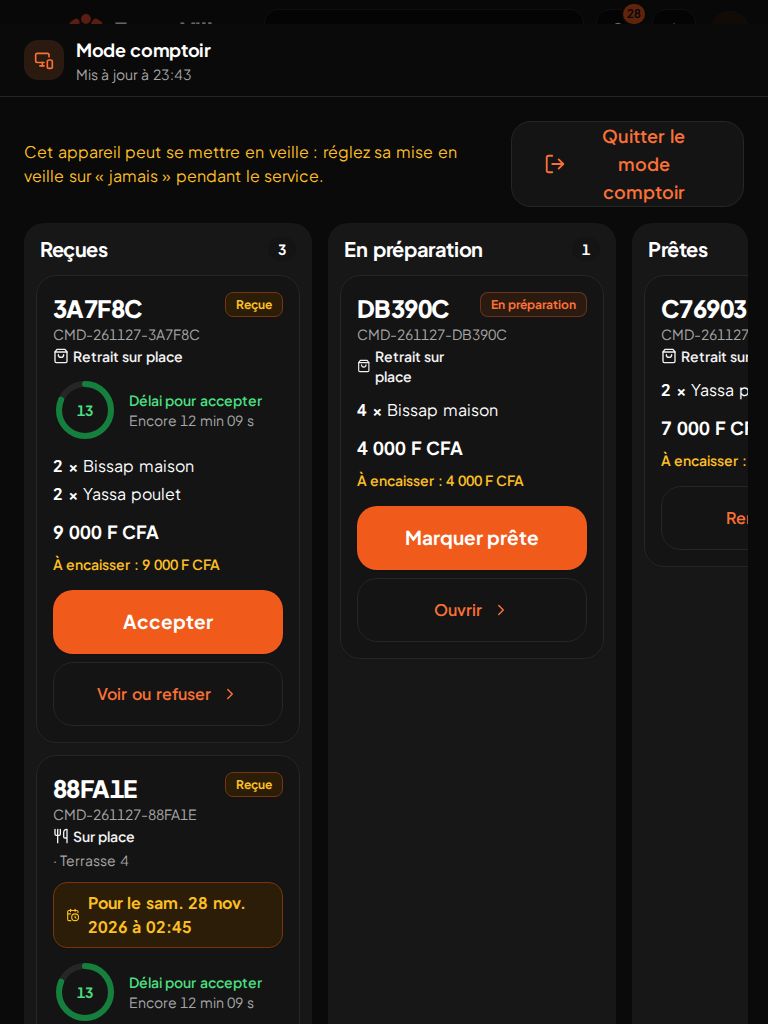 28
Mode comptoir
Mis à jour à 23:43
Cet appareil peut se mettre en veille : réglez sa mise en
veille sur « jamais » pendant le service.
Quitter le
mode
comptoir
Reçues 3
3A7F8C Reçue
CMD-261127-3A7F8C
Retrait sur place
13
Délai pour accepter
Encore 12 min 09 s
2 × Bissap maison
2 × Yassa poulet
9 000 F CFA
À encaisser : 9 000 F CFA
Accepter
Voir ou refuser
88FA1E Reçue
CMD-261127-88FA1E
Sur place
· Terrasse 4
Pour le sam. 28 nov.
2026 à 02:45
13
Délai pour accepter
Encore 12 min 09 s
En préparation 1
DB390C En préparation
CMD-261127-DB390C
Retrait sur
place
4 × Bissap maison
4 000 F CFA
À encaisser : 4 000 F CFA
Marquer prête
Ouvrir
Prêtes
C76903
CMD-261127
Retrait sur
2 × Yassa p
7 000 F CF
À encaisser :
Rem